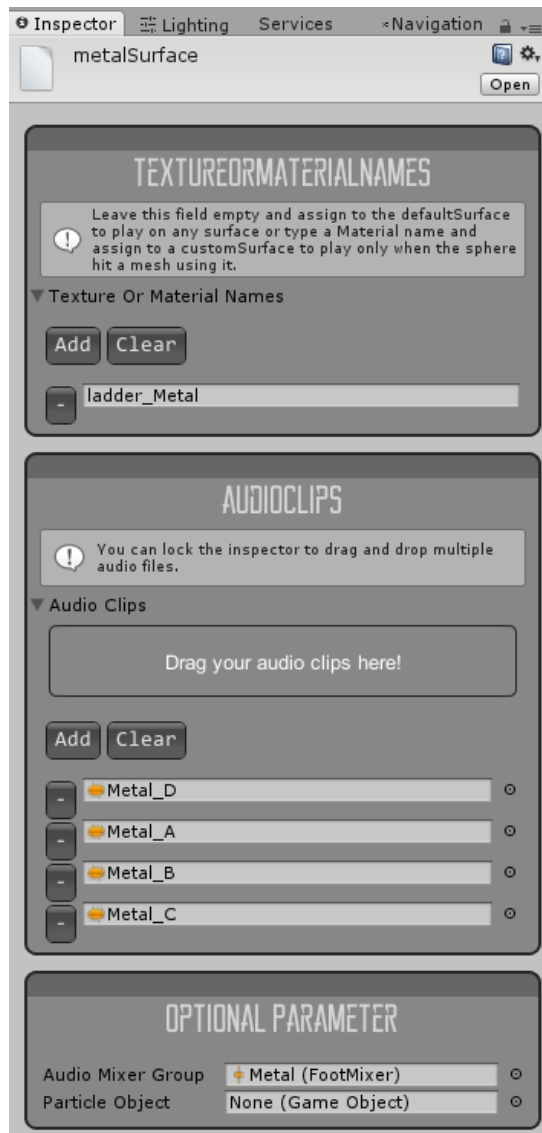 Inspector Lighting Services Navigation
metalSurface
Open
TEXTUREORMATERIALNAMES
Leave this field empty and assign to the defaultSurface
to play on any surface or type a Material name and
assign to a customSurface to play only when the sphere
hit a mesh using it.
Texture Or Material Names
Add Clear
- ladder_Metal
AUDIOCLIPS
You can lock the inspector to drag and drop multiple
audio files.
Audio Clips
Drag your audio clips here!
Add Clear
- Metal_D
- Metal_A
- Metal_B
- Metal_C
OPTIONAL PARAMETER
Audio Mixer Group Metal (FootMixer)
Particle Object None (Game Object)